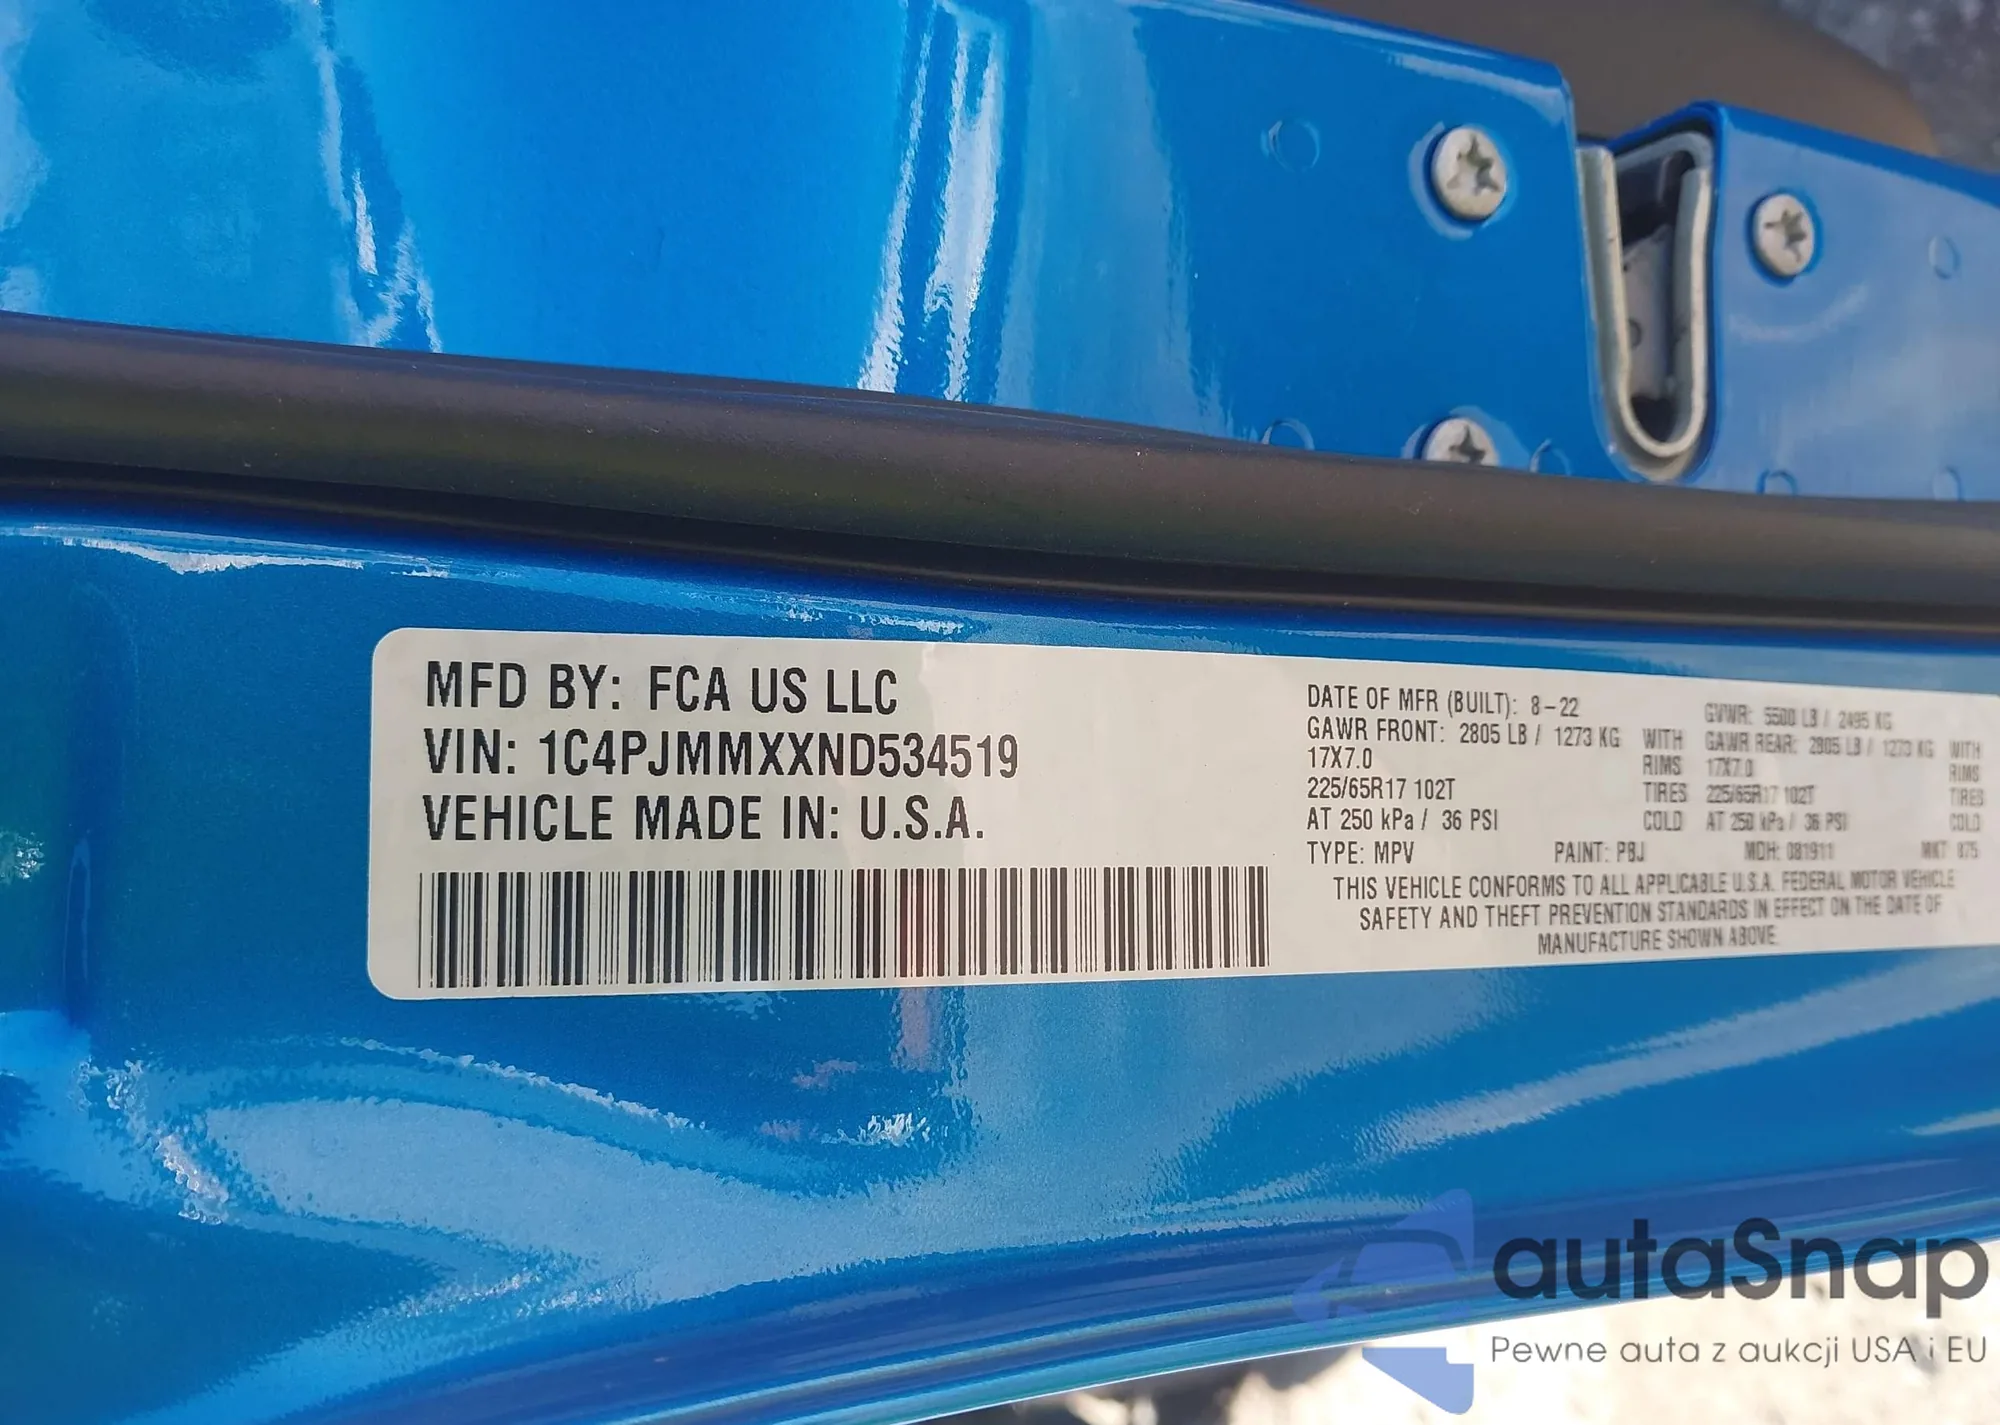 MFD BY: FCA US LLC
VIN: 1C4PJMMXXND534519
VEHICLE MADE IN: U.S.A.
DATE OF MFR (BUILT): 8-22 GVWR: 5500 LB / 2495 KG
GAWR FRONT: 2805 LB / 1273 KG WITH GAWR REAR: 2805 LB / 1273 KG WITH
17X7.0 RIMS 17X7.0 RIMS
225/65R17 102T TIRES 225/65R17 102T TIRES
AT 250 kPa / 36 PSI COLD AT 250 kPa / 36 PSI COLD
TYPE: MPV PAINT: PBJ MDH: 081911 MKT: 875
THIS VEHICLE CONFORMS TO ALL APPLICABLE U.S.A. FEDERAL MOTOR VEHICLE
SAFETY AND THEFT PREVENTION STANDARDS IN EFFECT ON THE DATE OF
MANUFACTURE SHOWN ABOVE.
autaSnap
Pewne auta z aukcji USA i EU